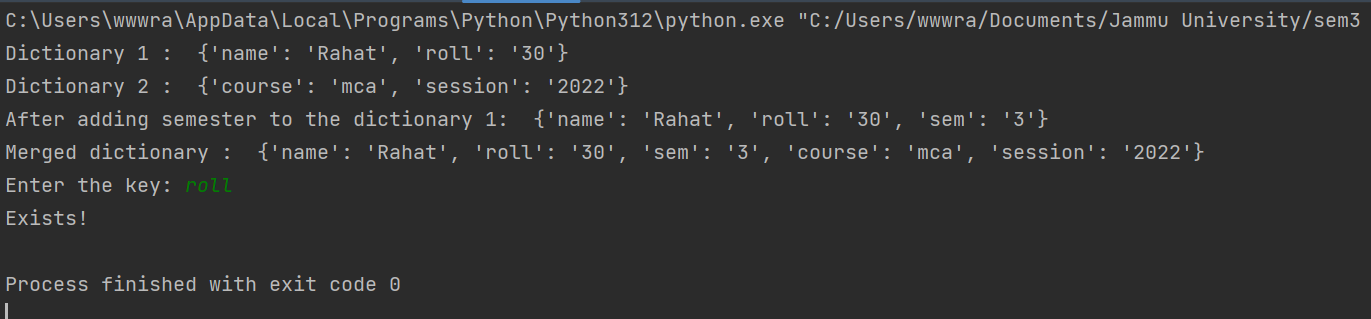 C:\Users\wwwra\AppData\Local\Programs\Python\Python312\python.exe "C:/Users/wwwra/Documents/Jammu University/sem3
Dictionary 1 :  {'name': 'Rahat', 'roll': '30'}
Dictionary 2 :  {'course': 'mca', 'session': '2022'}
After adding semester to the dictionary 1:  {'name': 'Rahat', 'roll': '30', 'sem': '3'}
Merged dictionary :  {'name': 'Rahat', 'roll': '30', 'sem': '3', 'course': 'mca', 'session': '2022'}
Enter the key: roll
Exists!
Process finished with exit code 0